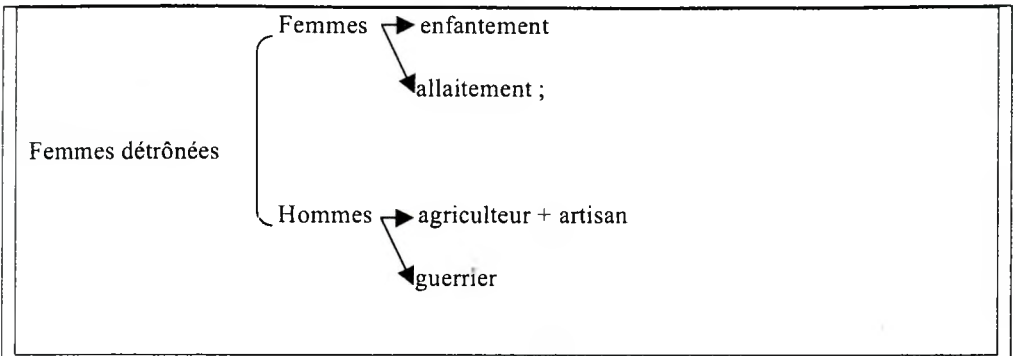 Femmes enfantement
allaitement ;
Femmes détrônées
Hommes agriculteur + artisan
guerrier